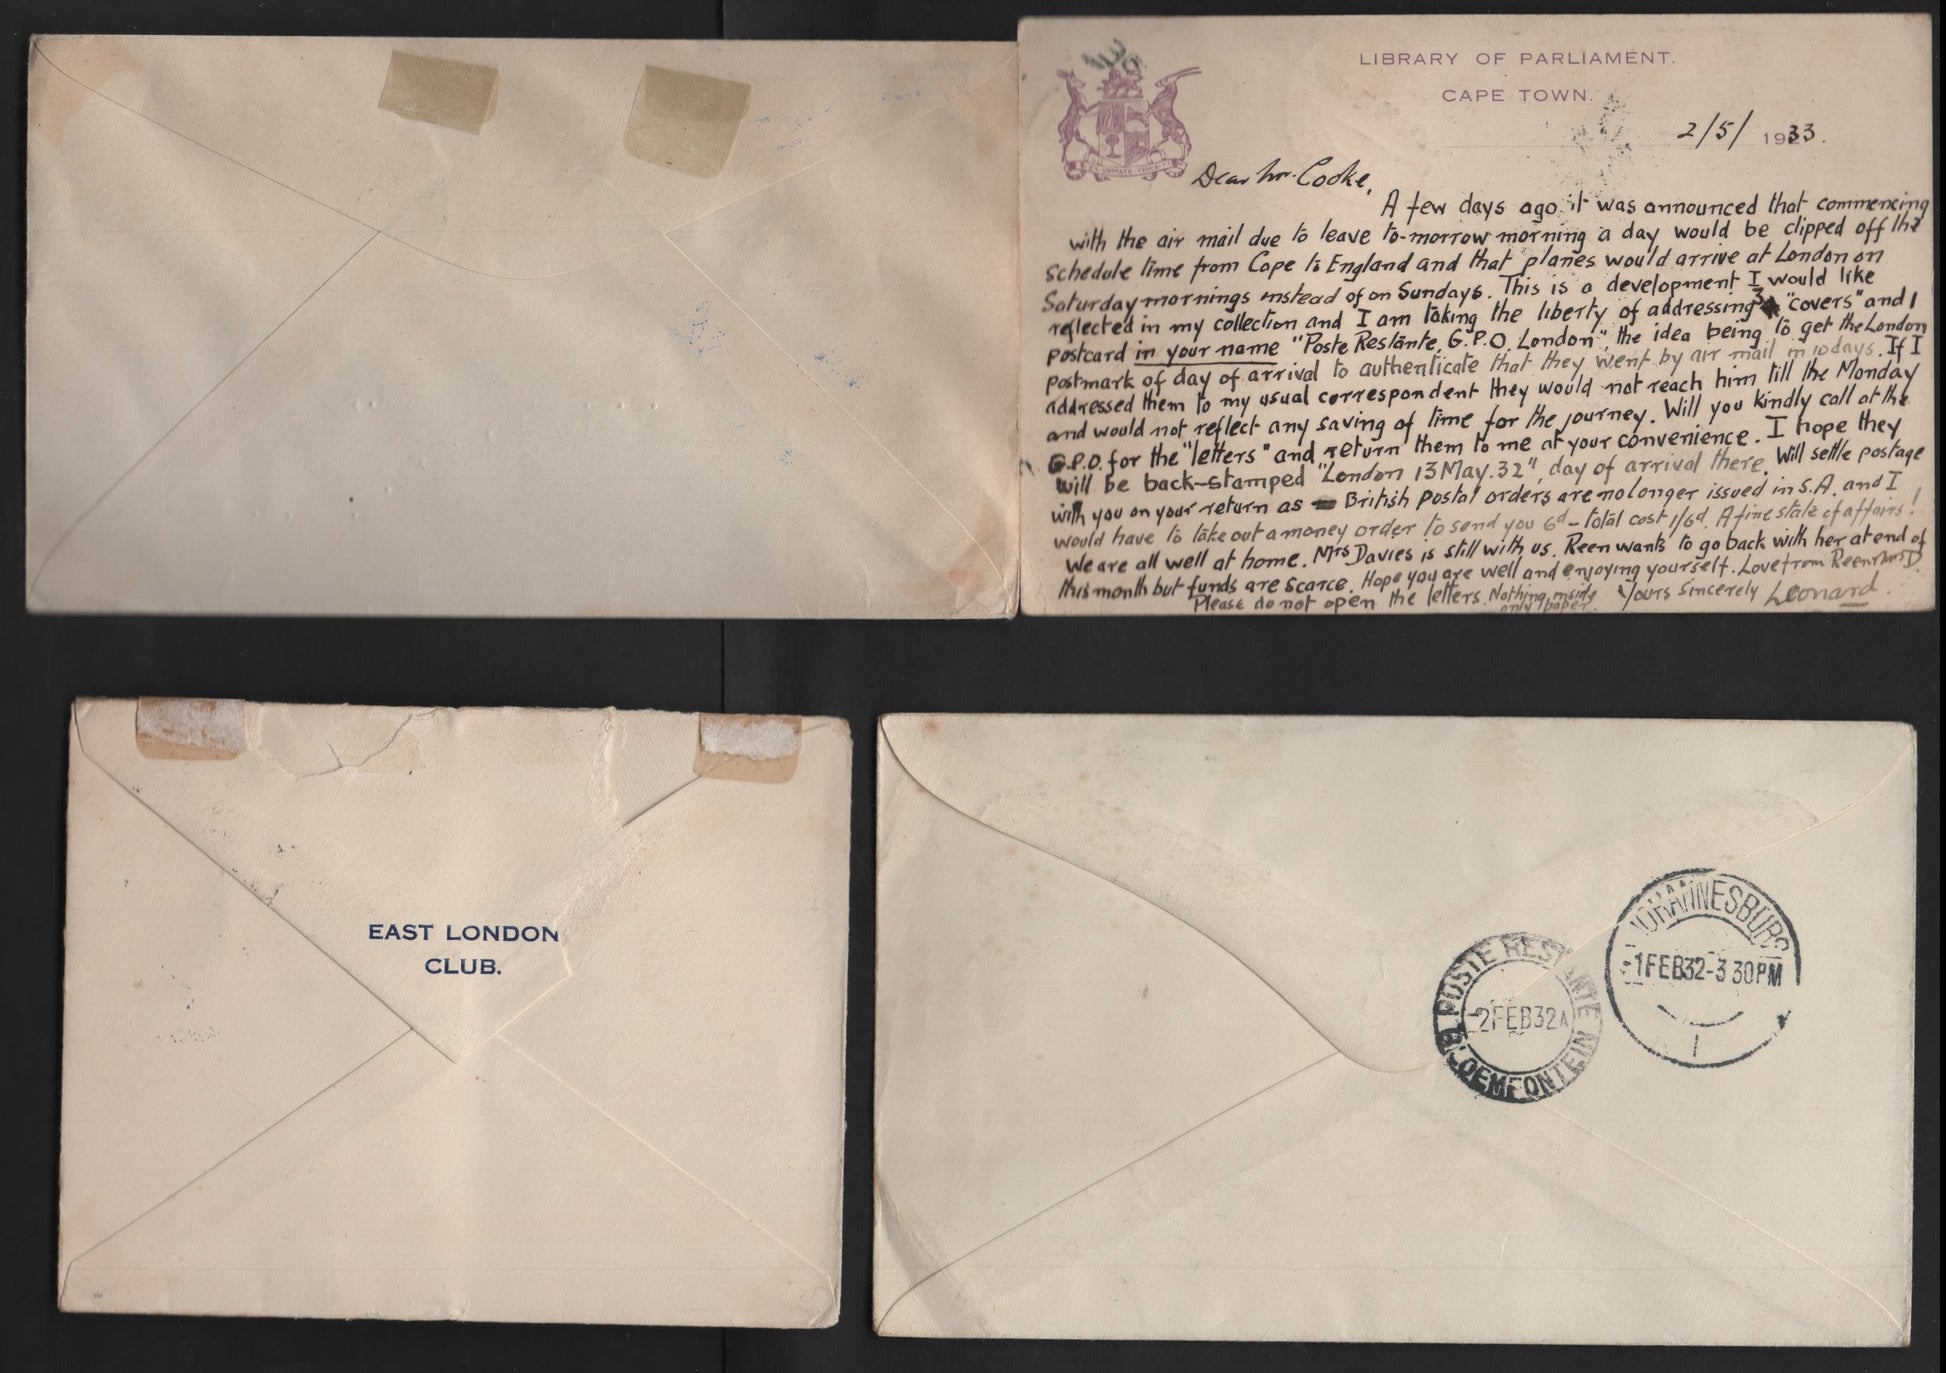 LIBRARY OF PARLIAMENT.
CAPE TOWN.
2/5/ 1933.
Dear Mr. Cooke,
A few days ago it was announced that commencing
with the air mail due to leave to-morrow morning a day would be clipped off the
schedule time from Cape to England and that planes would arrive at London on
Saturday mornings instead of on Sundays. This is a development I would like
reflected in my collection and I am taking the liberty of addressing 3 "covers" and 1
postcard in your name "Poste Restante, G.P.O. London", the idea being to get the London
postmark of day of arrival to authenticate that they went by air mail in 10 days. If I
addressed them to my usual correspondent they would not reach him till the Monday
and would not reflect any saving of time for the journey. Will you kindly call at the
G.P.O. for the "letters" and return them to me at your convenience. I hope they
will be back-stamped "London 13 May. 32", day of arrival there. Will settle postage
with you on your return as British postal orders are no longer issued in S.A. and I
would have to take out a money order to send you 6d - total cost 1/6d. A fine state of affairs!
We are all well at home. Mrs Davies is still with us. Reen wants to go back with her at end of
this month but funds are scarce. Hope you are well and enjoying yourself. Love from Reen & Mrs D.
Please do not open the letters. Nothing inside
only paper.
Yours Sincerely Leonard.
EAST LONDON
CLUB.
POSTE RESTANTE
-2FEB32A
BLOEMFONTEIN
JOHANNESBURG
-1FEB32-3 30PM
1